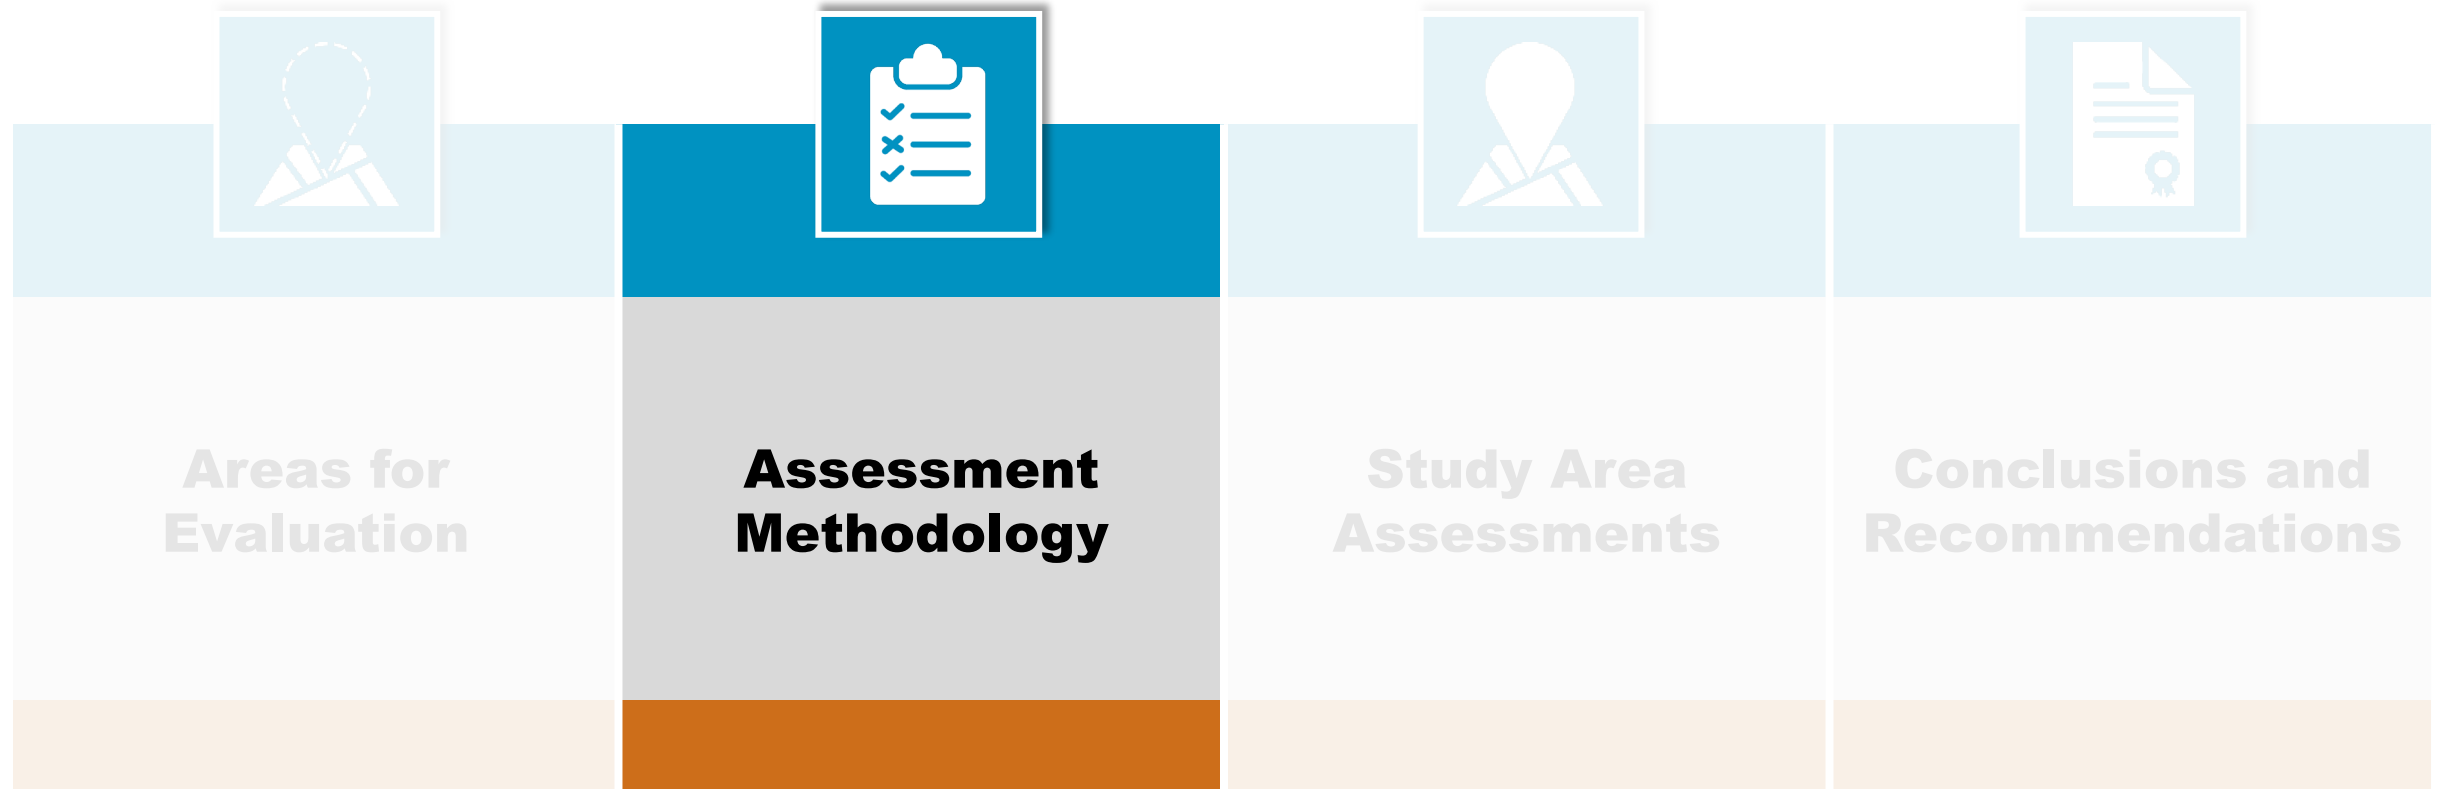 Areas for
Evaluation
Assessment
Methodology
Study Area
Assessments
Conclusions and
Recommendations